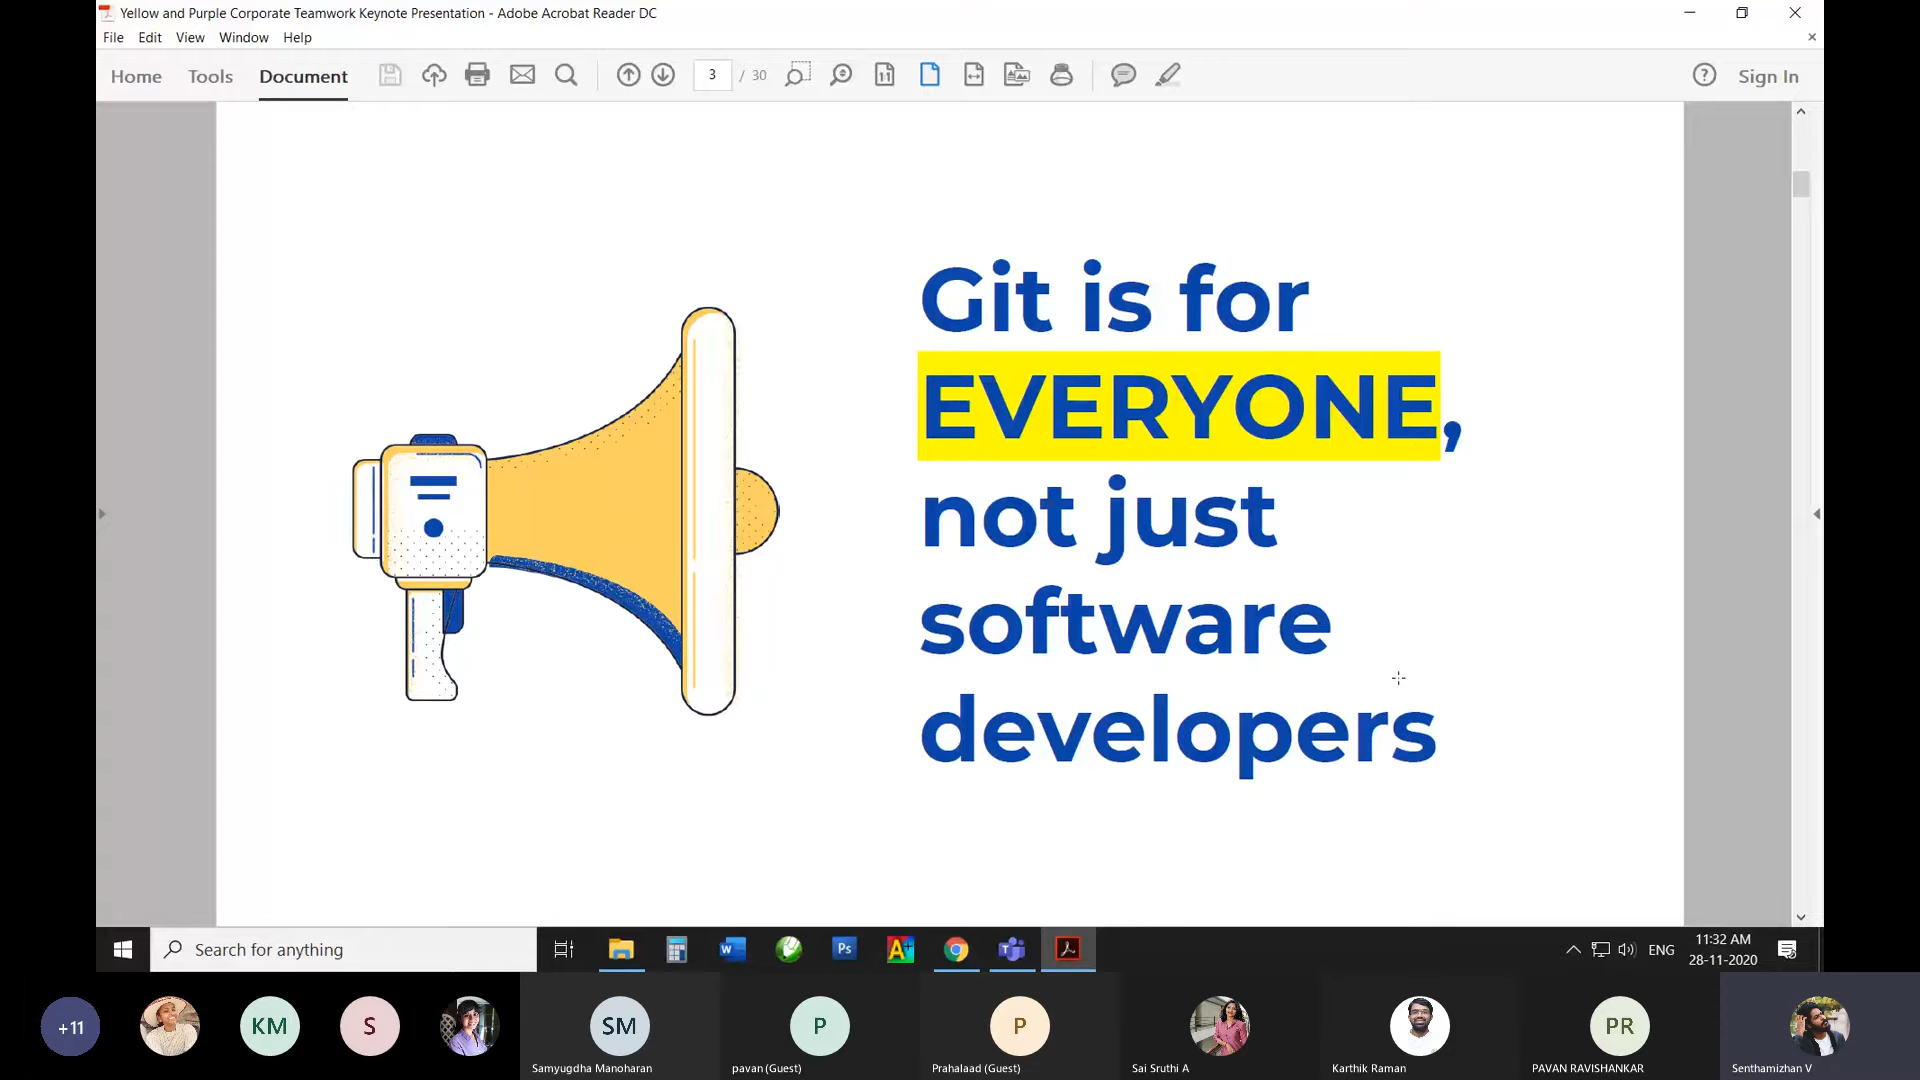 Yellow and Purple Corporate Teamwork Keynote Presentation - Adobe Acrobat Reader DC
File Edit View Window Help
Home Tools Document 3 / 30 Sign In
Git is for
EVERYONE,
not just
software
developers
Search for anything
W
Ps
A
ENG
11:32 AM
28-11-2020
+11
KM
S
SM
P
P
PR
Samyugdha Manoharan
pavan (Guest)
Prahalaad (Guest)
Sai Sruthi A
Karthik Raman
PAVAN RAVISHANKAR
Senthamizhan V